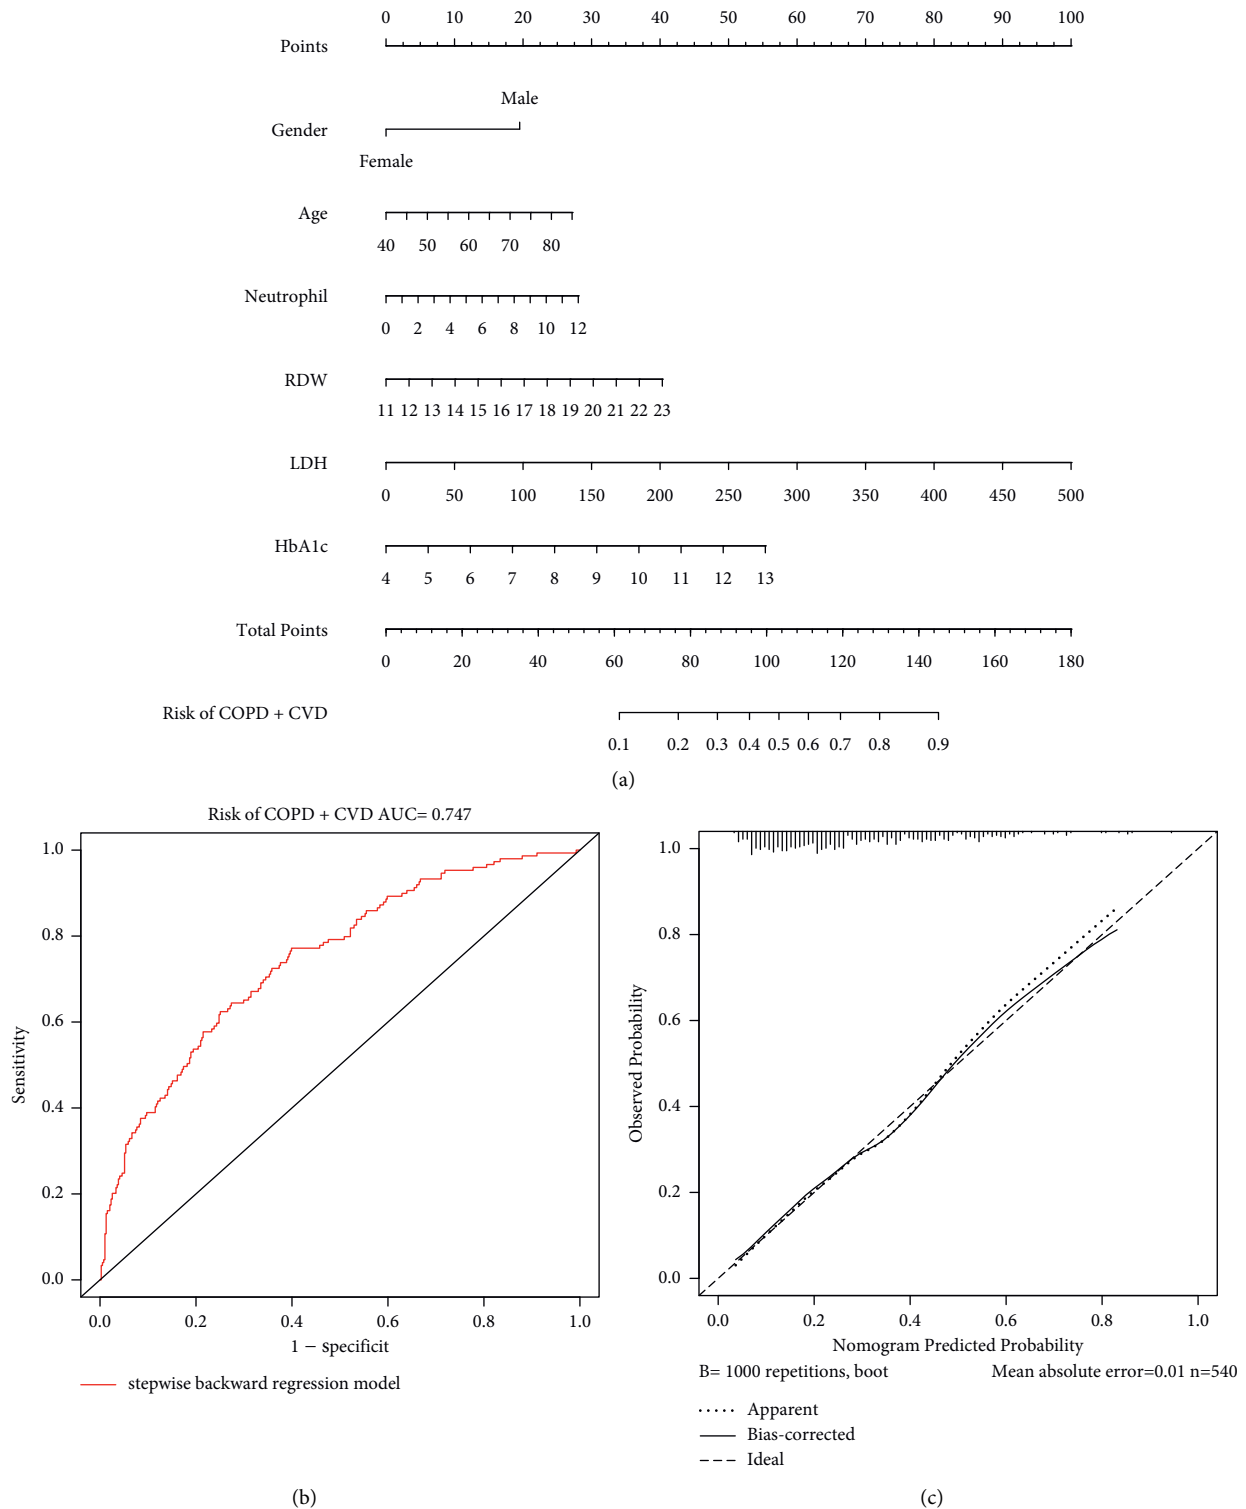 0 10 20 30 40 50 60 70 80 90 100
Points
Male
Gender
Female
Age
40 50 60 70 80
Neutrophil
0 2 4 6 8 10 12
RDW
11 12 13 14 15 16 17 18 19 20 21 22 23
LDH
0 50 100 150 200 250 300 350 400 450 500
HbA1c
4 5 6 7 8 9 10 11 12 13
Total Points
0 20 40 60 80 100 120 140 160 180
Risk of COPD + CVD
0.1 0.2 0.3 0.4 0.5 0.6 0.7 0.8 0.9
(a)
Risk of COPD + CVD AUC= 0.747
1.0
0.8
0.6
0.4
0.2
0.0
Sensitivity
0.0 0.2 0.4 0.6 0.8 1.0
1 − specificit
stepwise backward regression model
(b)
1.0
0.8
0.6
0.4
0.2
0.0
Observed Probability
0.0 0.2 0.4 0.6 0.8 1.0
Nomogram Predicted Probability
B= 1000 repetitions, boot Mean absolute error=0.01 n=540
Apparent
Bias-corrected
Ideal
(c)